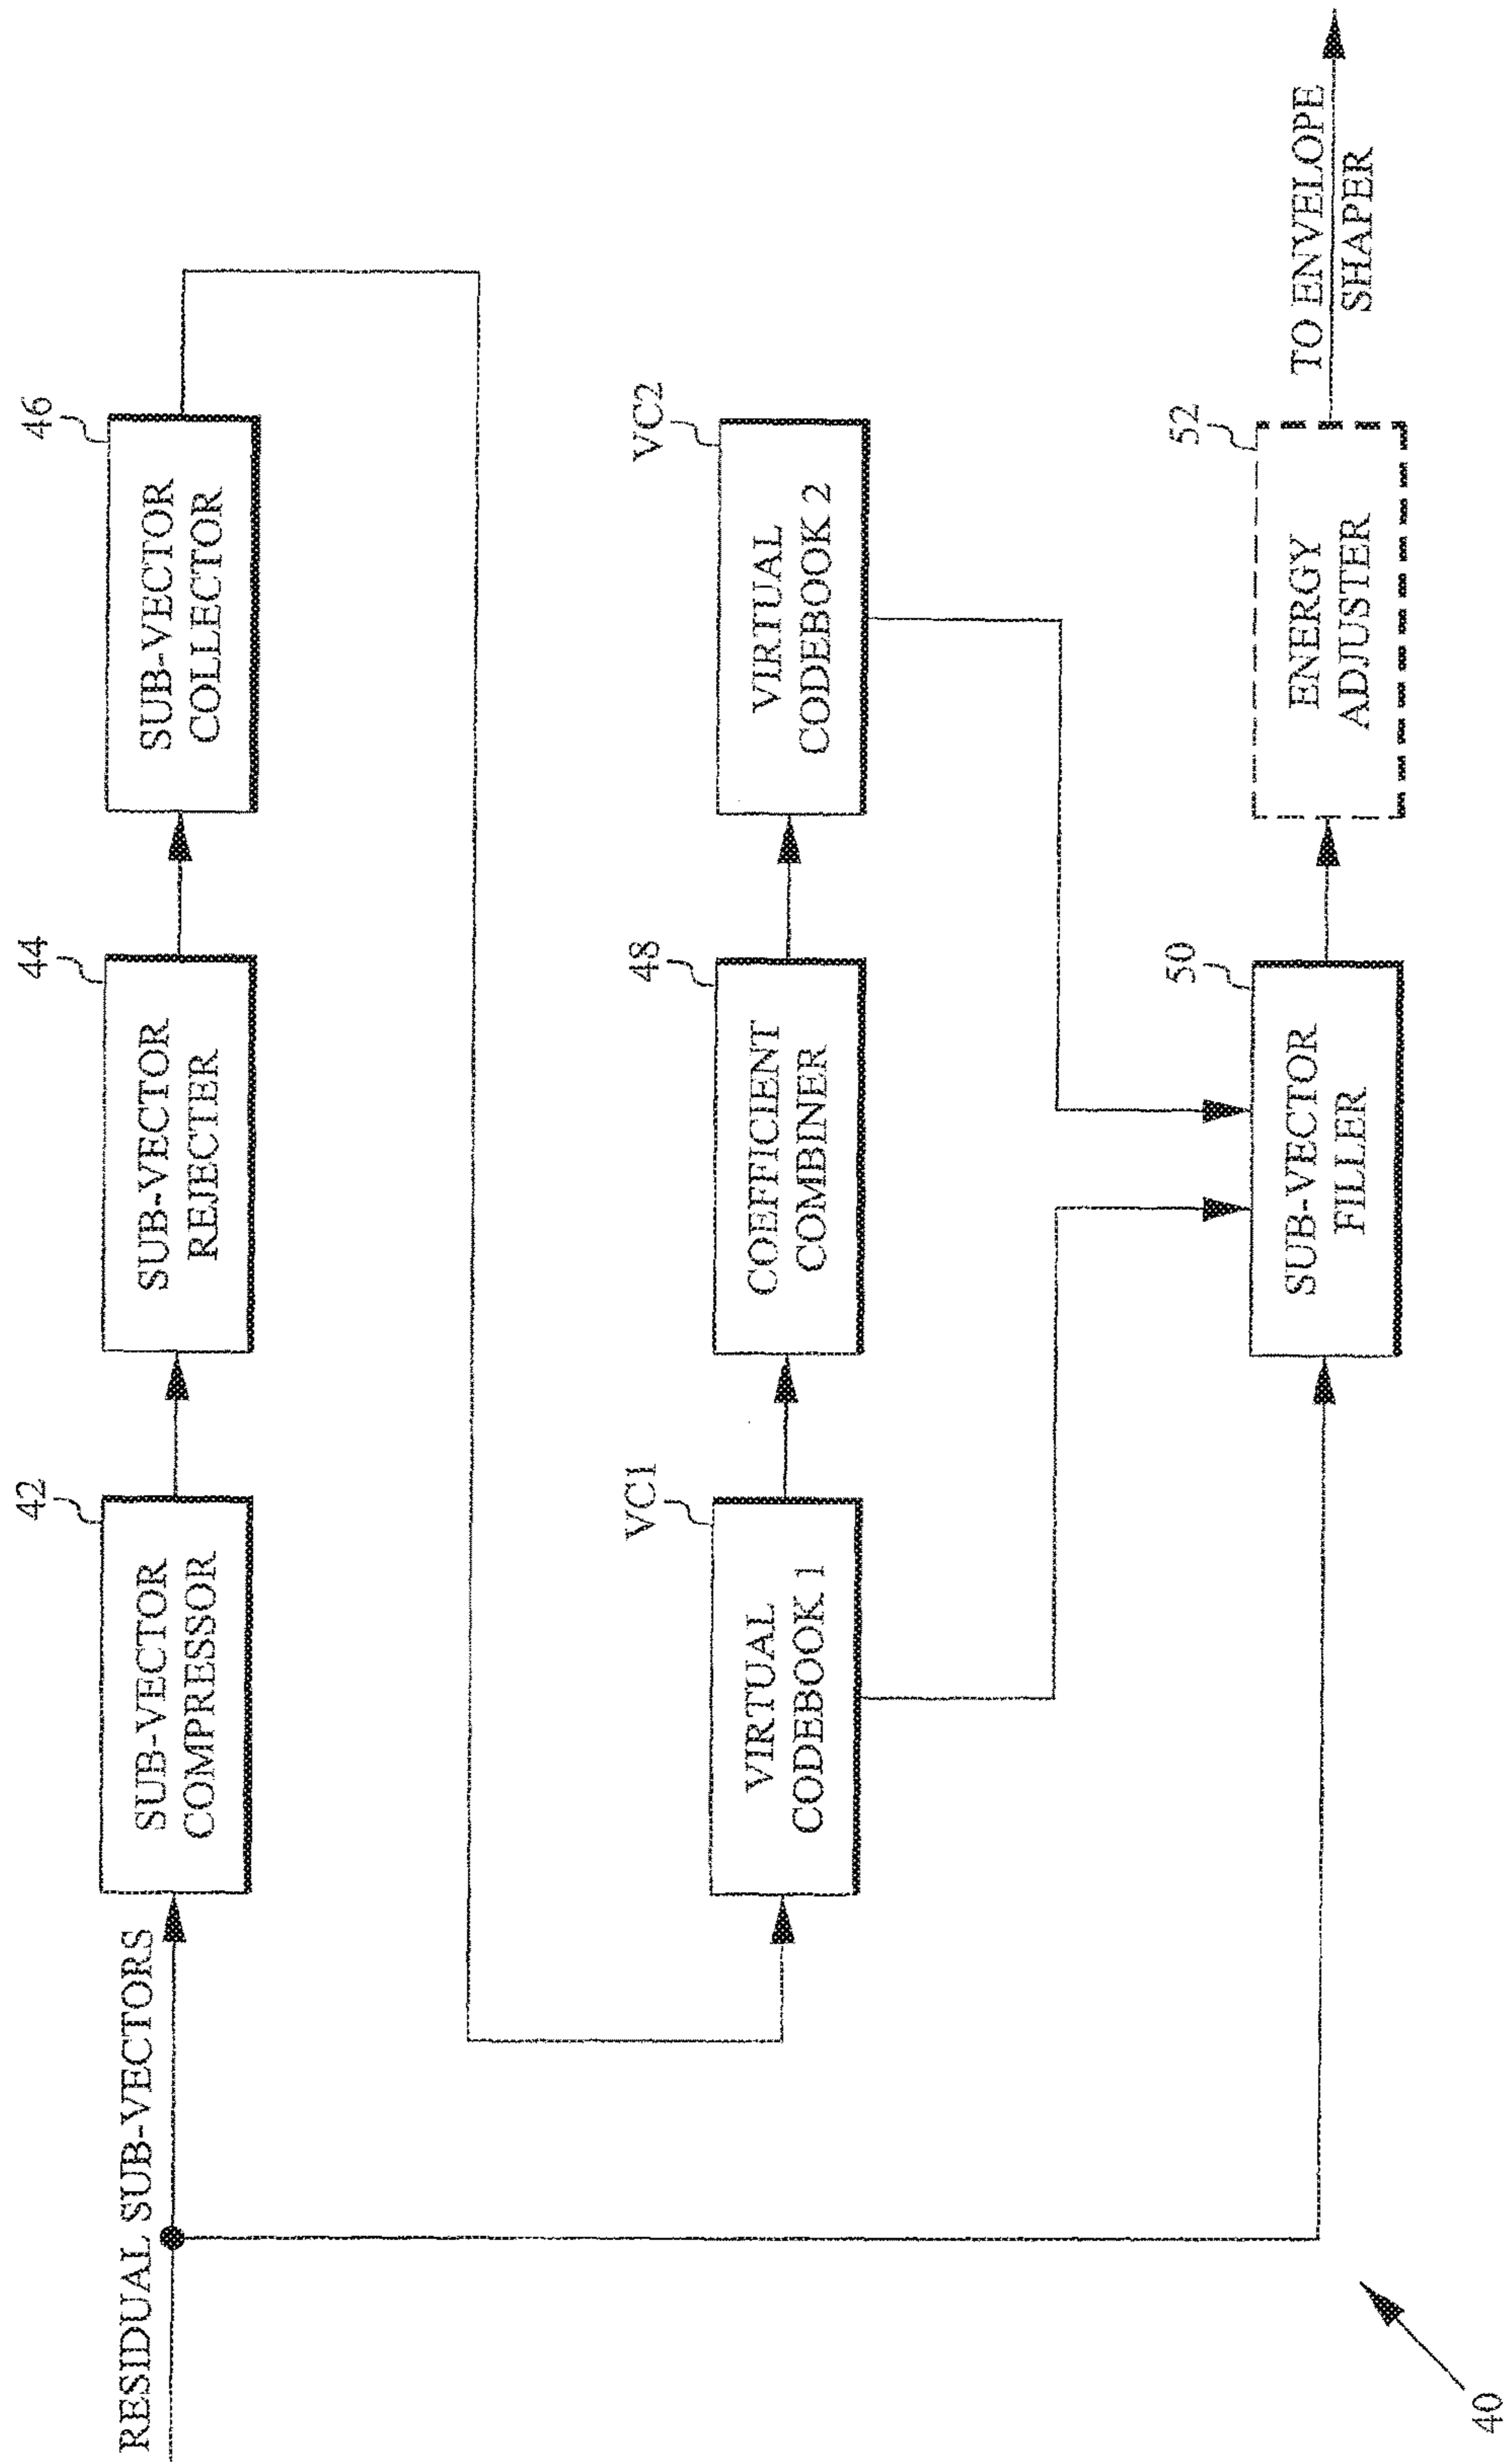 RESIDUAL SUB-VECTORS
42
SUB-VECTOR
COMPRESSOR
44
SUB-VECTOR
REJECTER
46
SUB-VECTOR
COLLECTOR
VC1
VIRTUAL
CODEBOOK 1
48
COEFFICIENT
COMBINER
VC2
VIRTUAL
CODEBOOK 2
50
SUB-VECTOR
FILLER
52
ENERGY
ADJUSTER
TO ENVELOPE
SHAPER
40